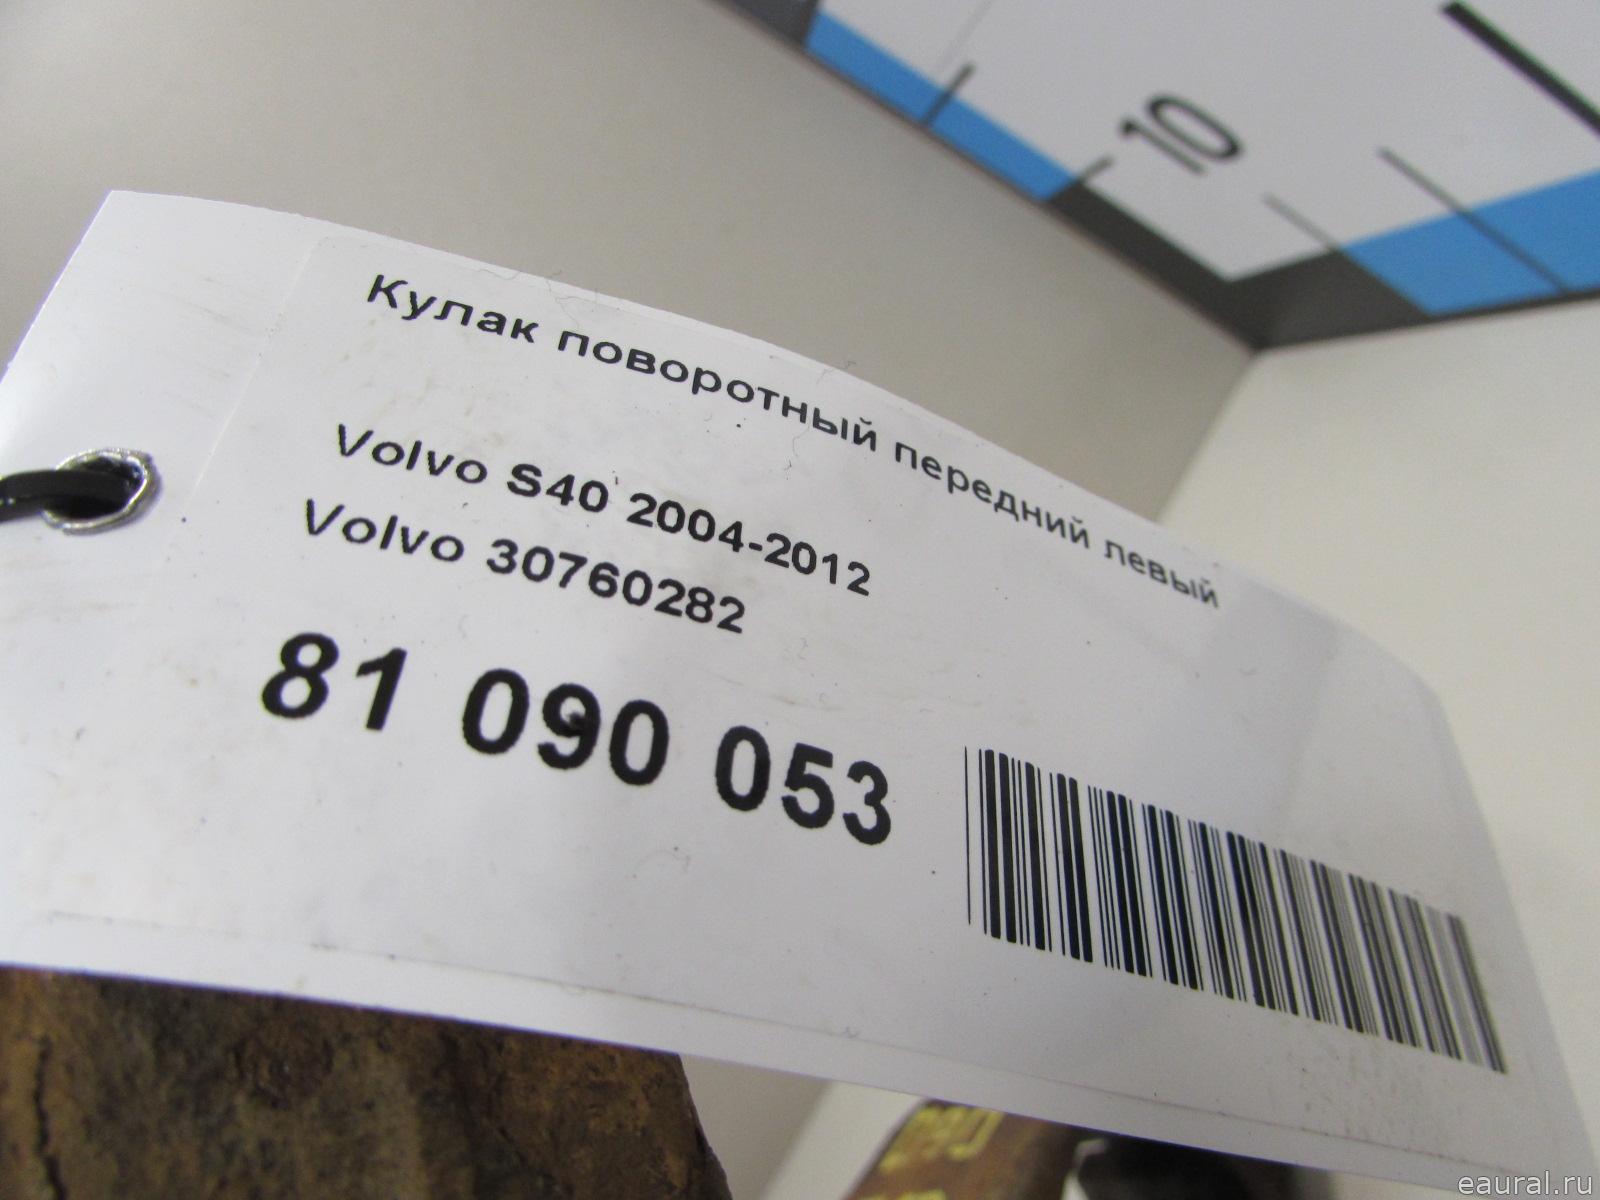 10
Кулак поворотный передний левый
Volvo S40 2004-2012
Volvo 30760282
81 090 053
eaural.ru